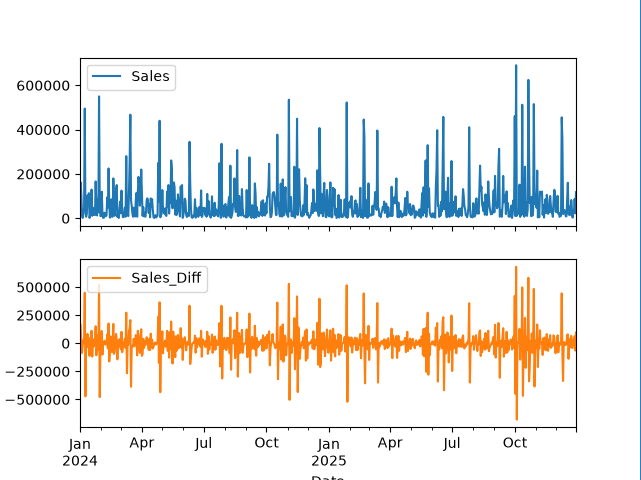 Sales
600000
400000
200000
0
Sales_Diff
500000
250000
0
−250000
−500000
Jan Apr Jul Oct Jan Apr Jul Oct
2024 2025
Date